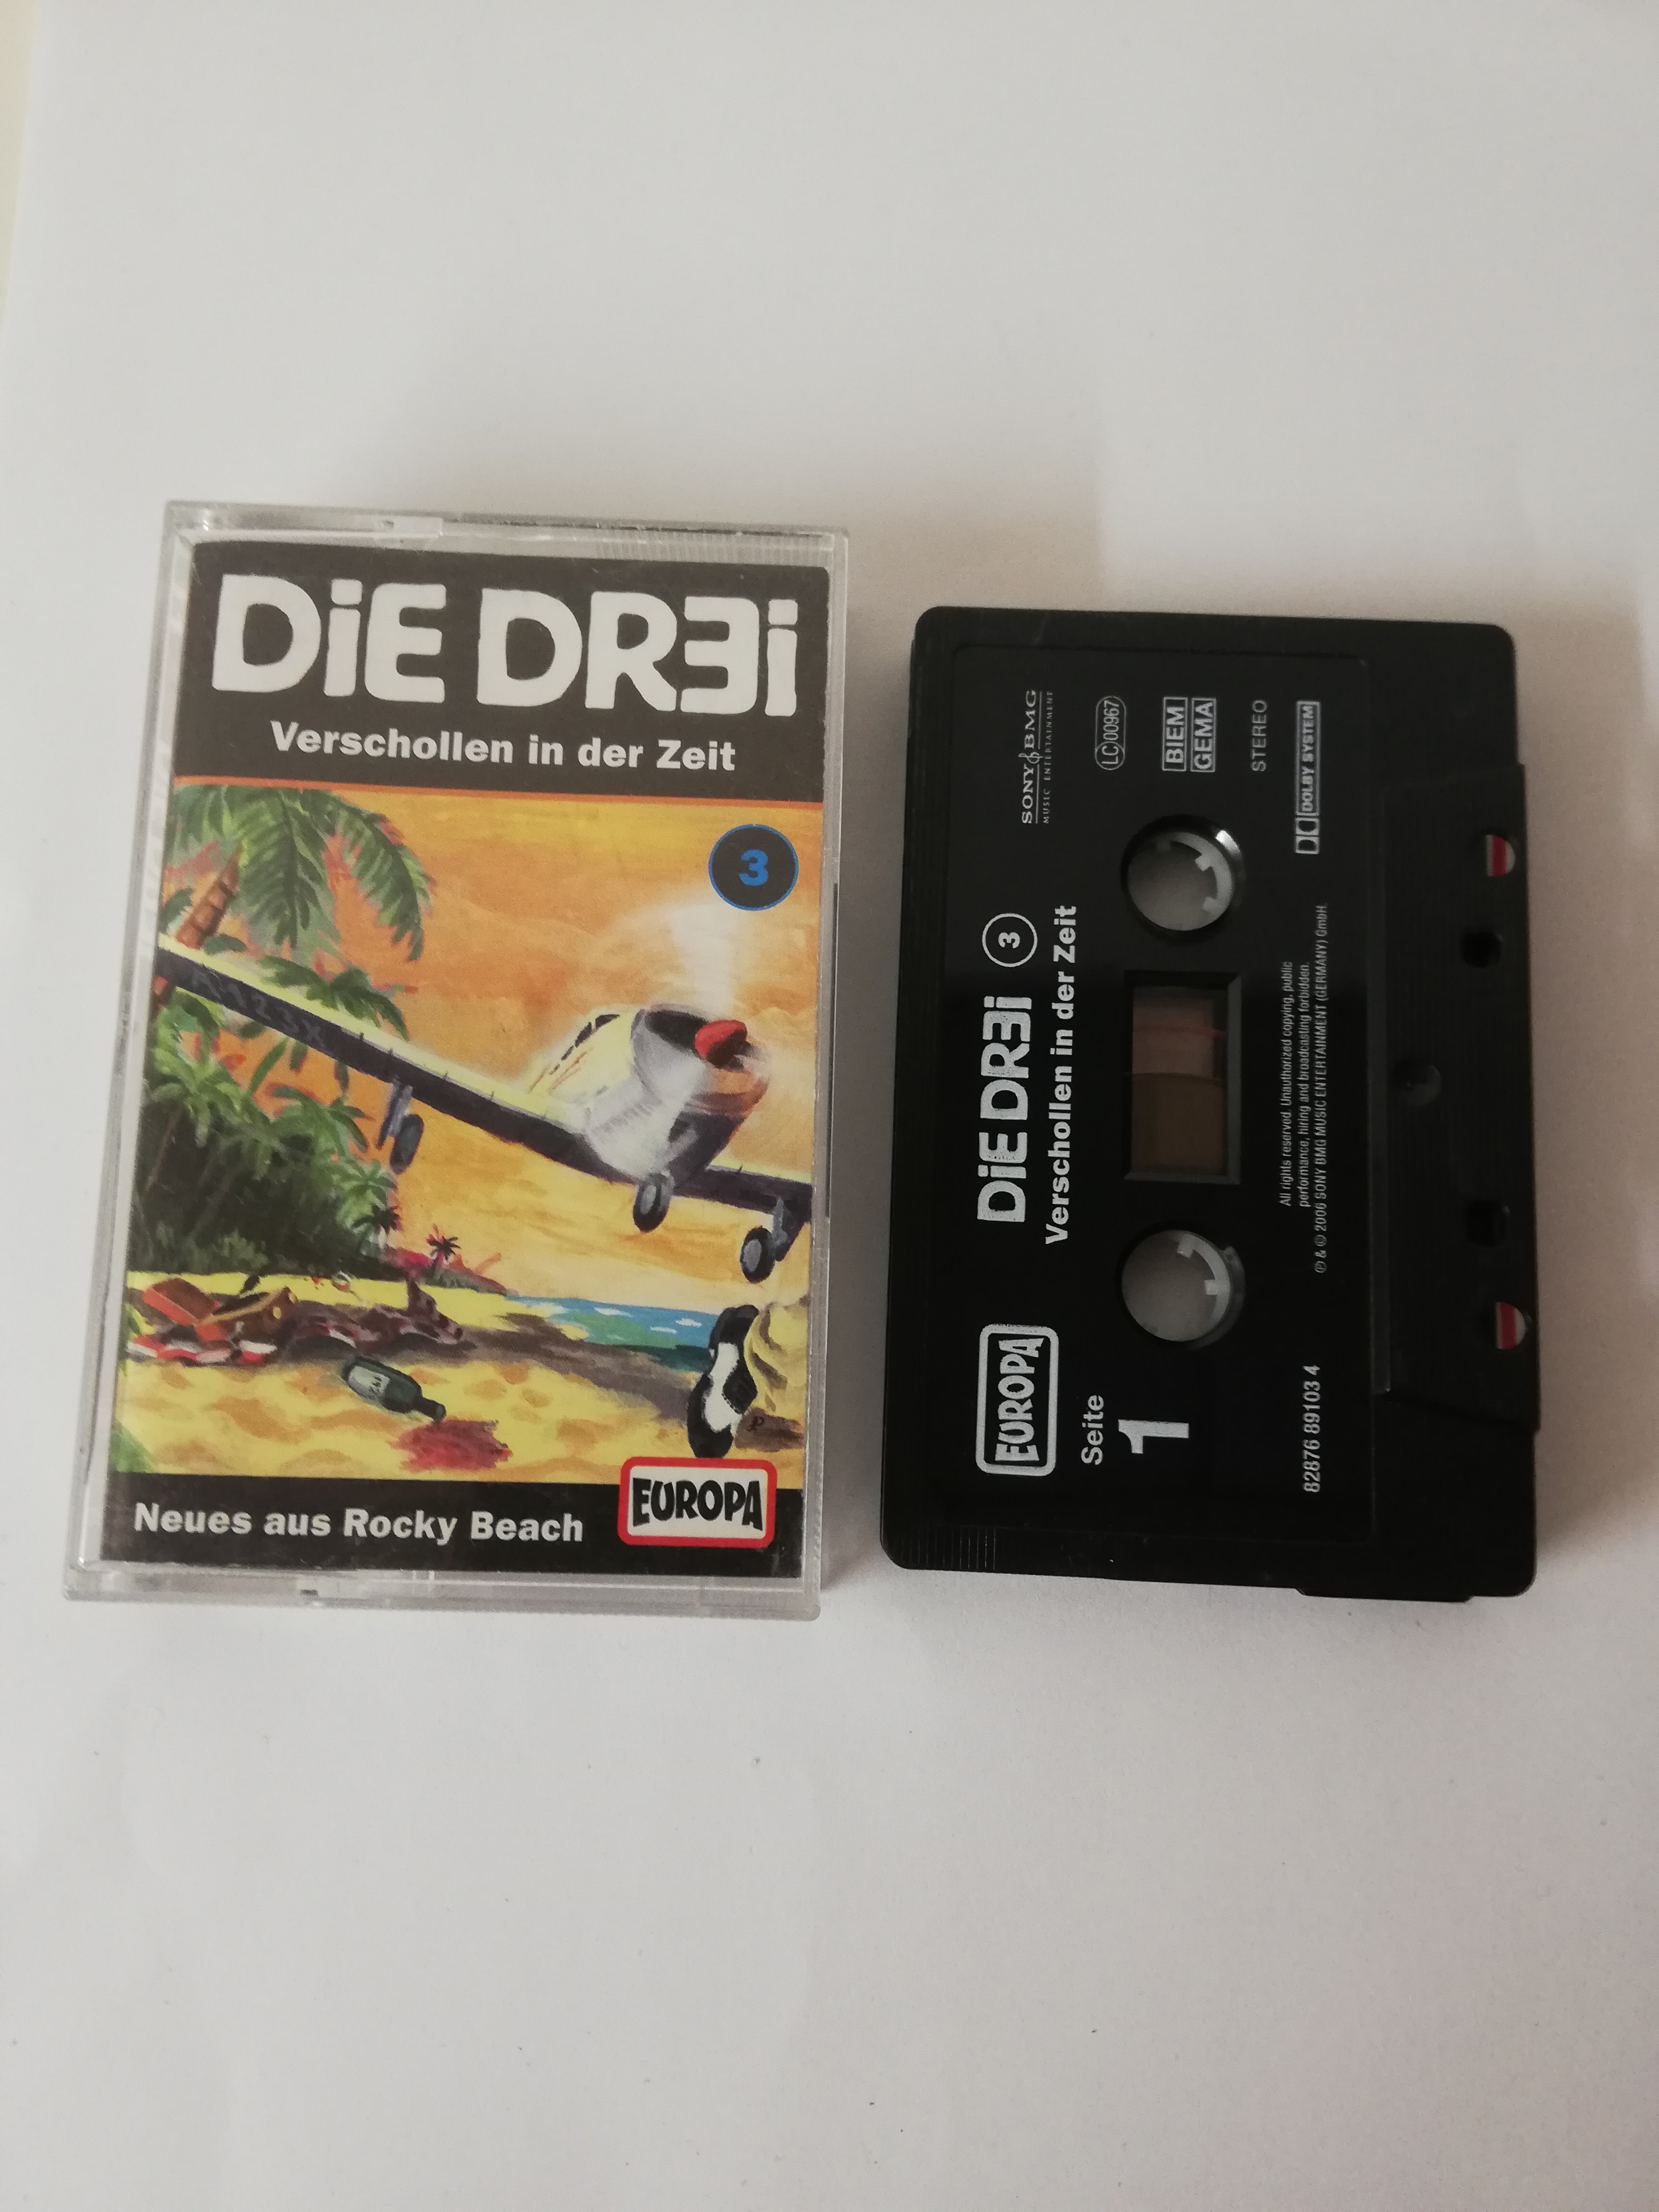 DiE DR3i
Verschollen in der Zeit
3
A-123X
Neues aus Rocky Beach
EUROPA
EUROPA
DiE DR3i 3
Verschollen in der Zeit
Seite
1
SONY BMG
MUSIC ENTERTAINMENT
LC 00967
BIEM
GEMA
STEREO
DOLBY SYSTEM
All rights reserved. Unauthorized copying, public
performance, hiring and broadcasting forbidden.
℗ & © 2006 SONY BMG MUSIC ENTERTAINMENT (GERMANY) GmbH.
82876 89103 4